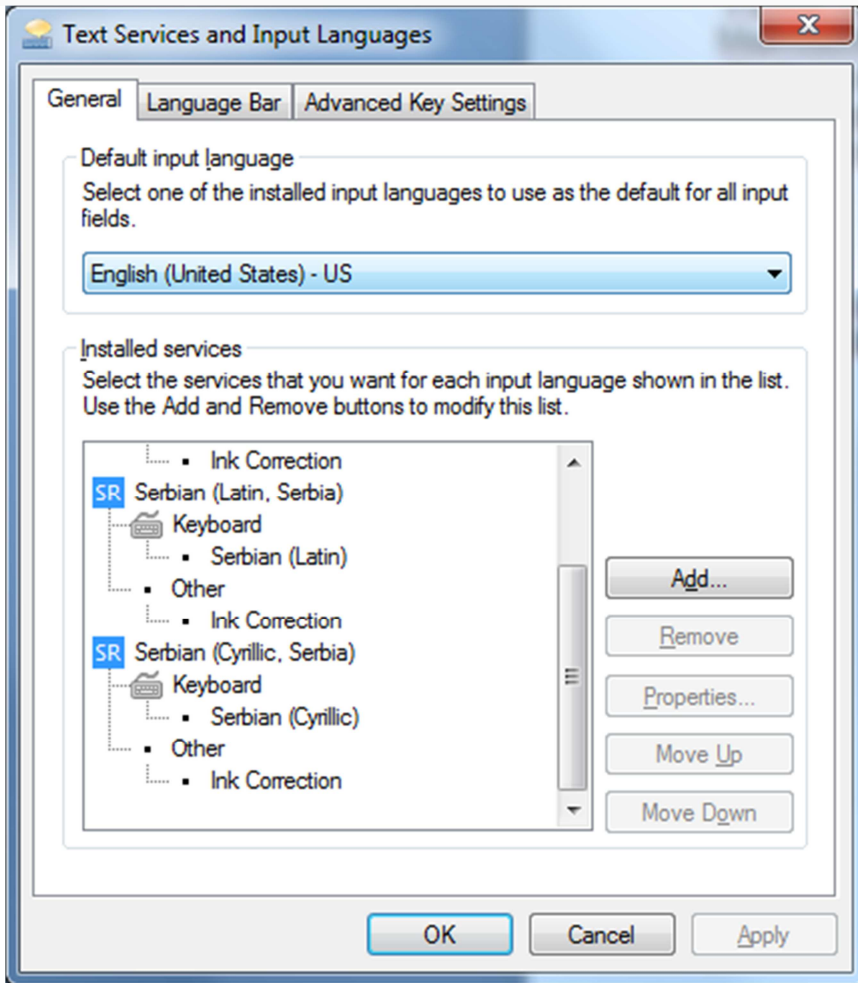 Text Services and Input Languages
General
Language Bar
Advanced Key Settings
Default input language
Select one of the installed input languages to use as the default for all input
fields.
English (United States) - US
Installed services
Select the services that you want for each input language shown in the list.
Use the Add and Remove buttons to modify this list.
Ink Correction
SR Serbian (Latin, Serbia)
Keyboard
Serbian (Latin)
Other
Ink Correction
SR Serbian (Cyrillic, Serbia)
Keyboard
Serbian (Cyrillic)
Other
Ink Correction
Add...
Remove
Properties...
Move Up
Move Down
OK
Cancel
Apply